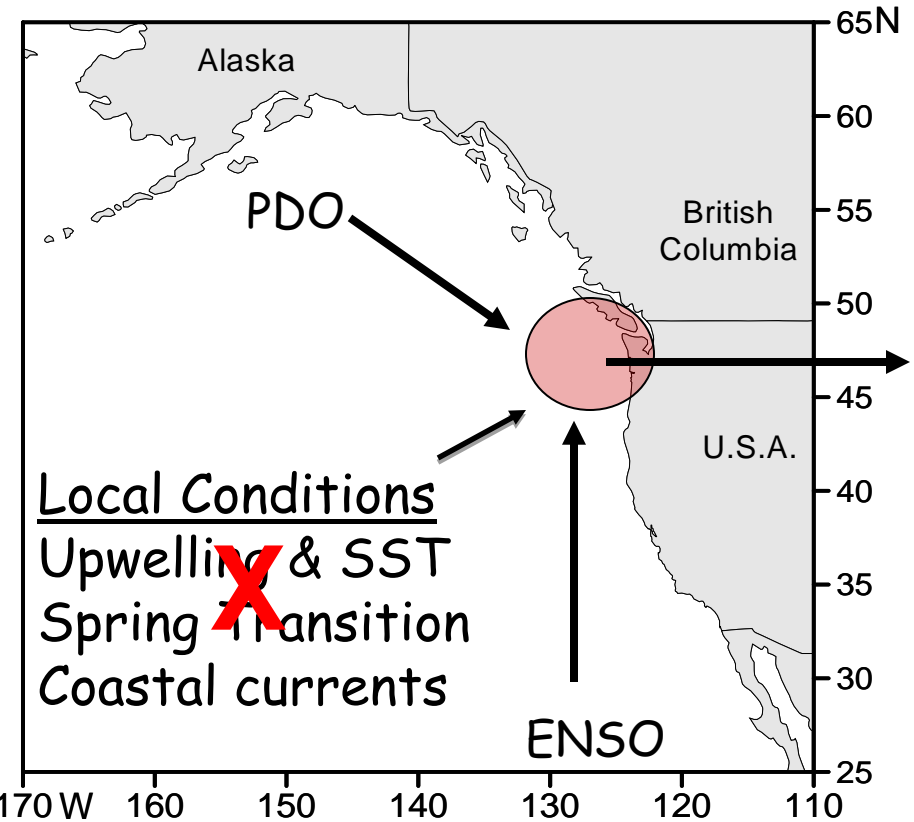 65N
Alaska
60
PDO
55
British
Columbia
50
45
U.S.A.
Local Conditions
40
Upwelling & SST
X
35
Spring Transition
Coastal currents
30
ENSO
25
170 W 160 150 140 130 120 110